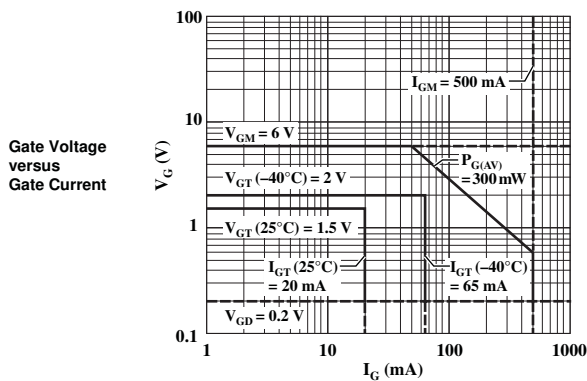 Gate Voltage
versus
Gate Current
V_G (V)
100
10
1
0.1
I_GM = 500 mA
V_GM = 6 V
P_G(AV)
=300mW
V_GT (–40°C) = 2 V
V_GT (25°C) = 1.5 V
I_GT (25°C)
= 20 mA
I_GT (–40°C)
= 65 mA
V_GD = 0.2 V
1
10
100
1000
I_G (mA)